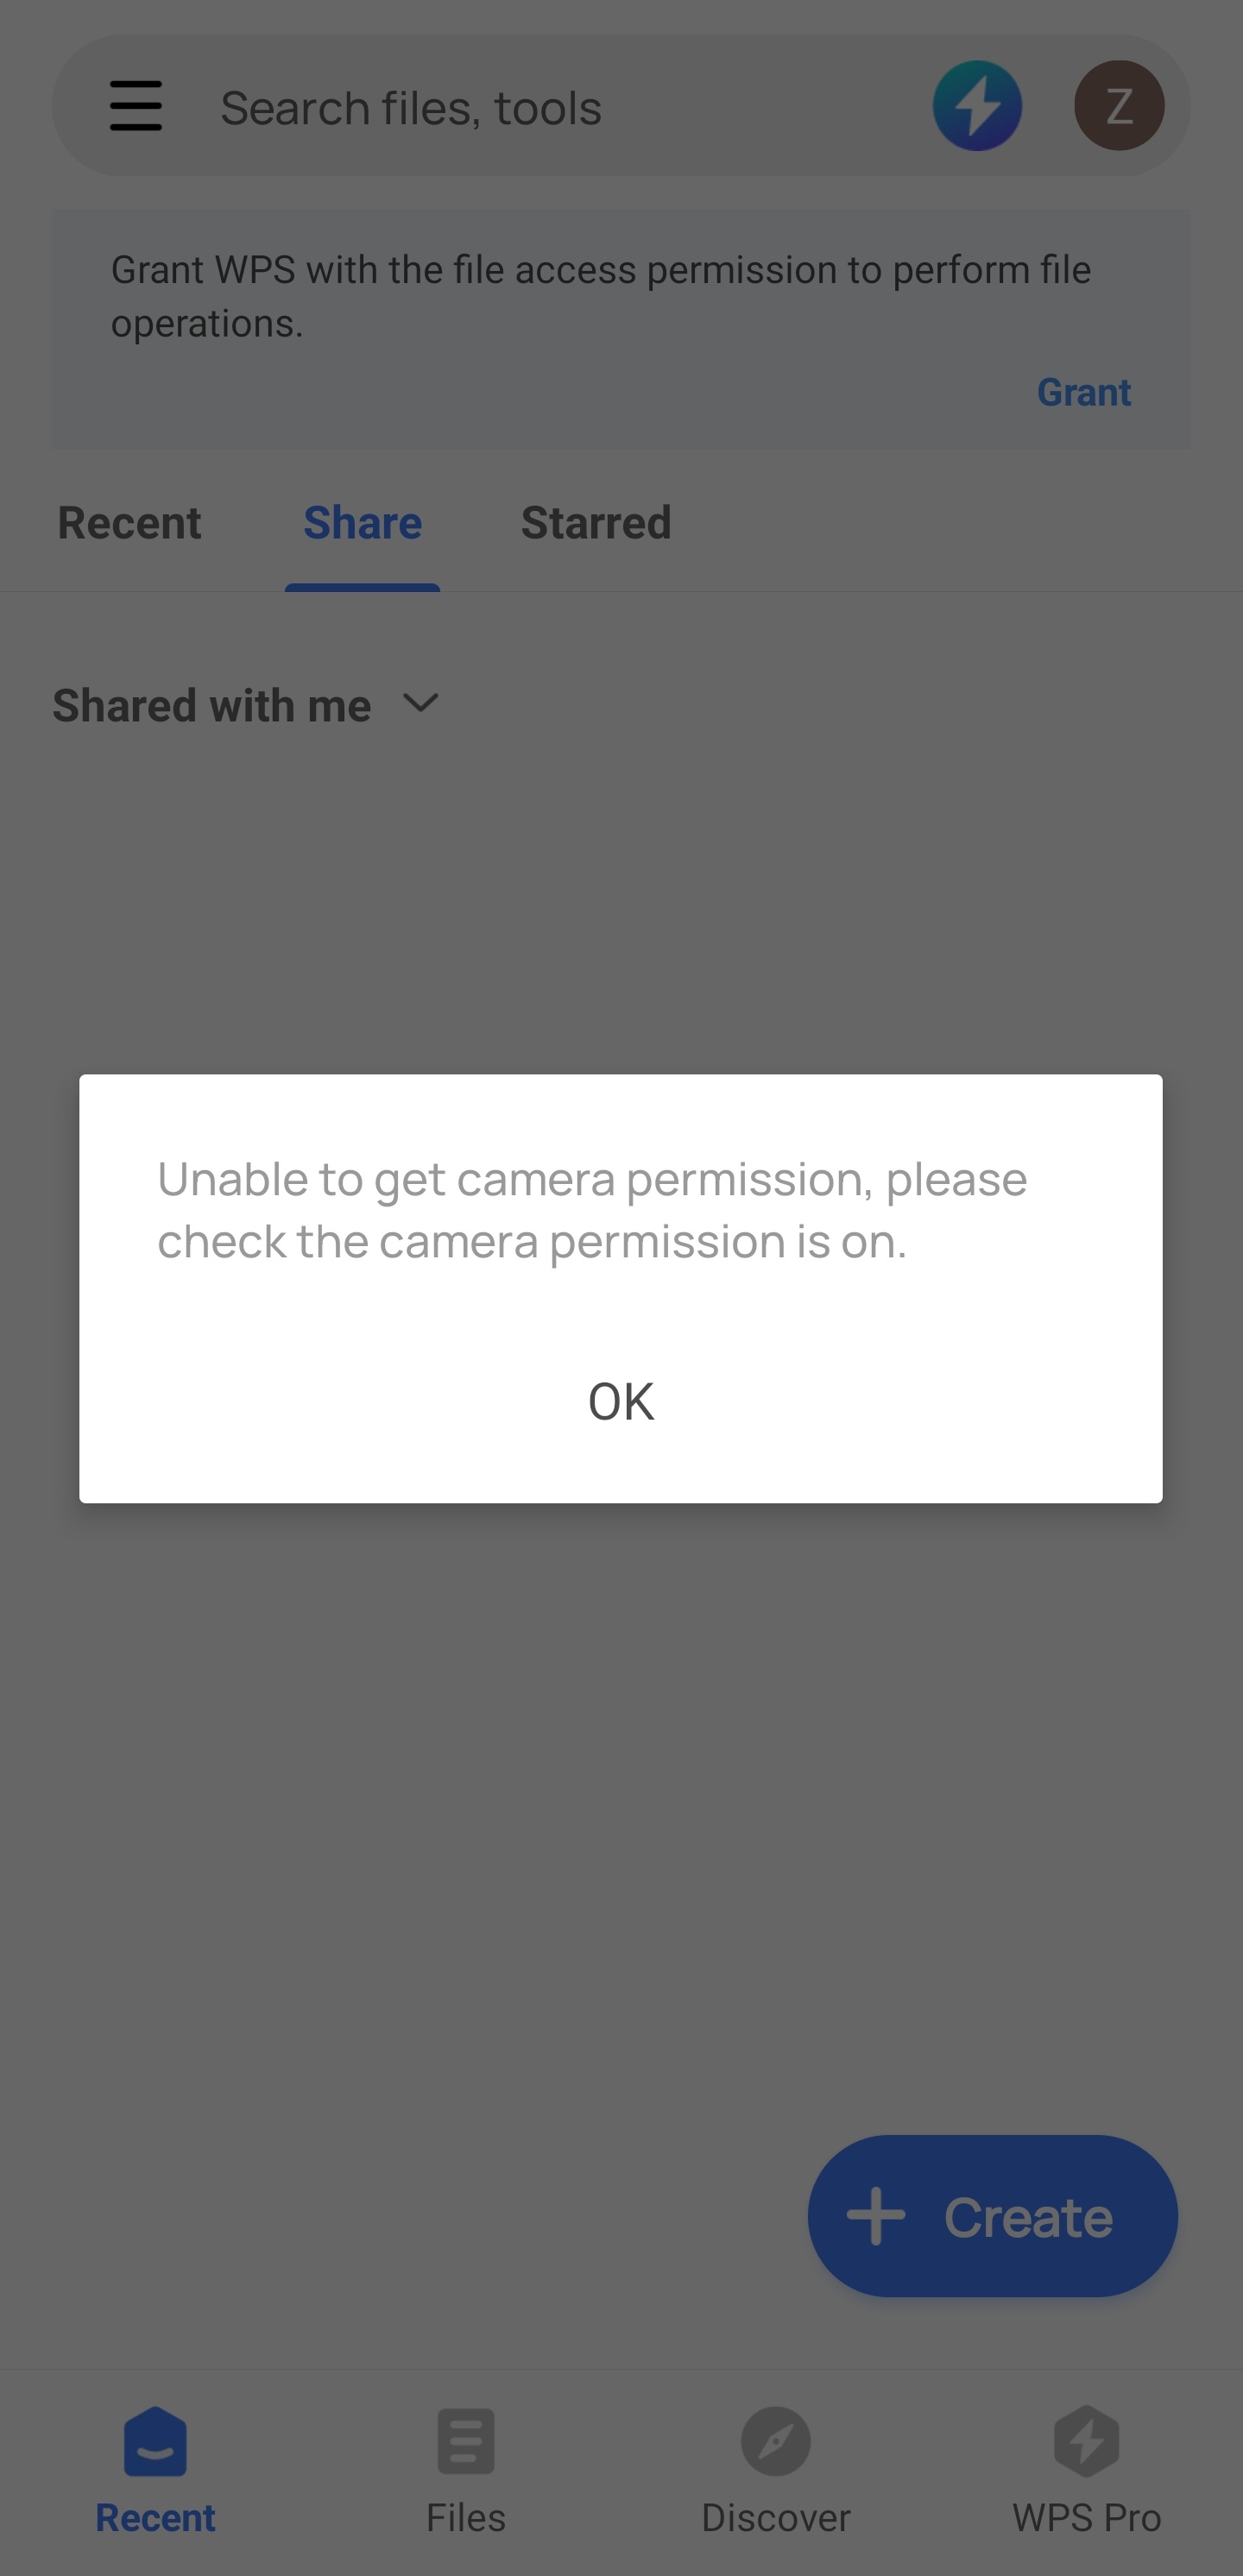 Search files, tools
Z
Grant WPS with the file access permission to perform file
operations.
Grant
Recent Share Starred
Shared with me
Unable to get camera permission, please
check the camera permission is on.
OK
Create
Recent Files Discover WPS Pro